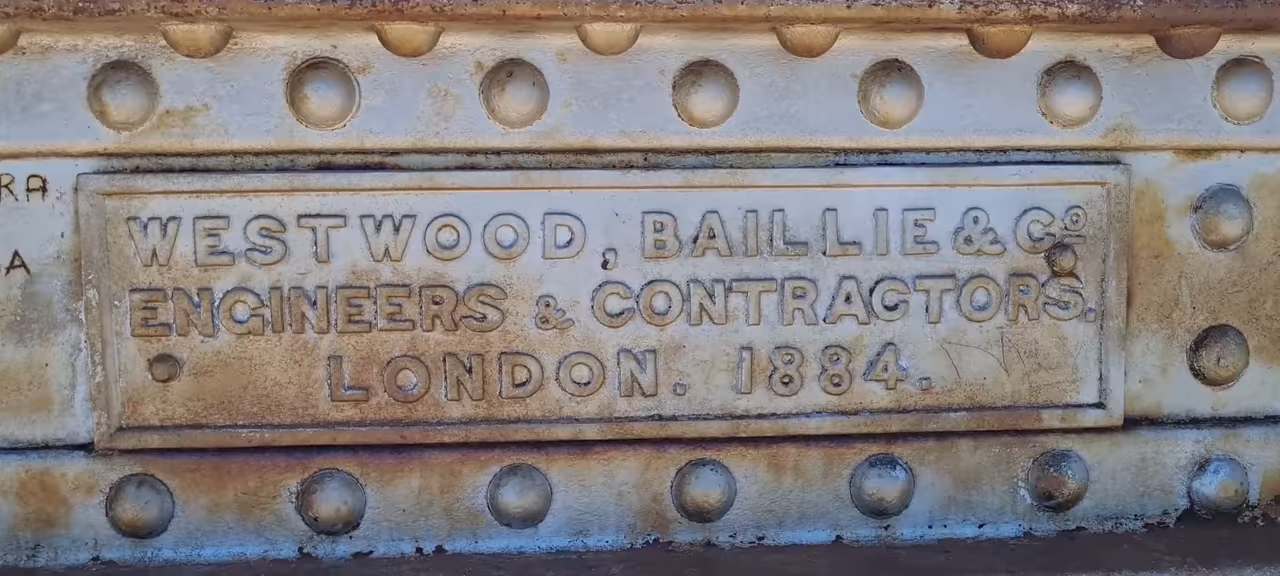 WESTWOOD, BAILLIE & Cº
ENGINEERS & CONTRACTORS.
LONDON. 1884.